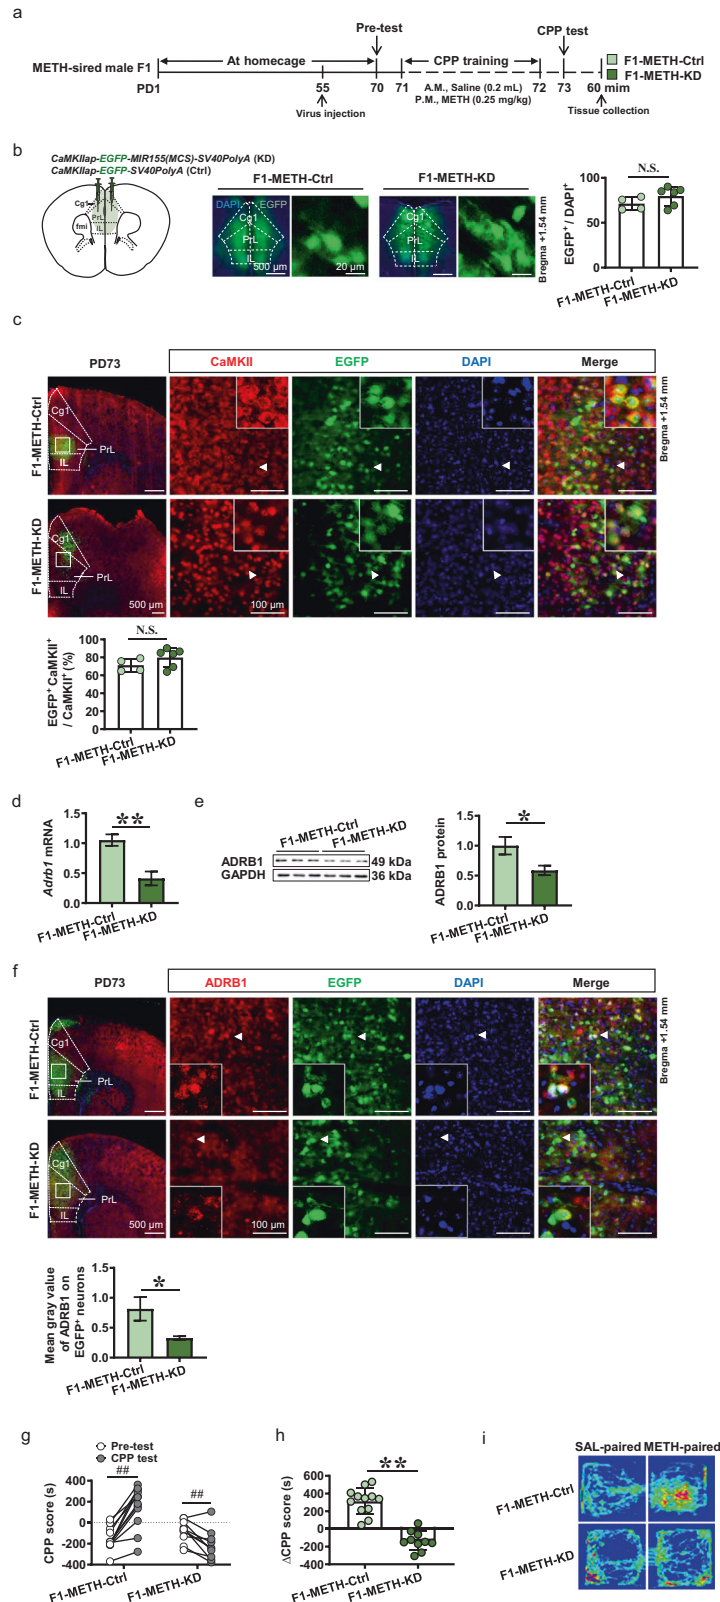 a
Pre-test
CPP test
METH-sired male F1
At homecage
CPP training
F1-METH-Ctrl
F1-METH-KD
PD1
55
70
71
A.M., Saline (0.2 mL)
P.M., METH (0.25 mg/kg)
72
73
60 mim
Virus injection
Tissue collection
b
CaMKIIap-EGFP-MIR155(MCS)-SV40PolyA (KD)
CaMKIIap-EGFP-SV40PolyA (Ctrl)
Cg1
PrL
IL
fmi
F1-METH-Ctrl
F1-METH-KD
DAPI
EGFP
Cg1
PrL
IL
500 µm
20 µm
Cg1
PrL
IL
Bregma +1.54 mm
EGFP+ / DAPI+
100
50
0
N.S.
F1-METH-Ctrl
F1-METH-KD
c
PD73
CaMKII
EGFP
DAPI
Merge
F1-METH-Ctrl
Cg1
PrL
IL
Bregma +1.54 mm
F1-METH-KD
Cg1
PrL
IL
500 µm
100 µm
EGFP+ CaMKII+
/ CaMKII+ (%)
100
80
60
40
20
0
N.S.
F1-METH-Ctrl
F1-METH-KD
d
Adrb1 mRNA
1.5
1.0
0.5
0.0
**
F1-METH-Ctrl
F1-METH-KD
e
F1-METH-Ctrl
F1-METH-KD
ADRB1
49 kDa
GAPDH
36 kDa
ADRB1 protein
1.5
1.0
0.5
0.0
*
F1-METH-Ctrl
F1-METH-KD
f
PD73
ADRB1
EGFP
DAPI
Merge
F1-METH-Ctrl
Cg1
PrL
IL
Bregma +1.54 mm
F1-METH-KD
Cg1
PrL
IL
500 µm
100 µm
Mean gray value
of ADRB1 on
EGFP+ neurons
1.5
1.0
0.5
0.0
*
F1-METH-Ctrl
F1-METH-KD
g
Pre-test
CPP test
CPP score (s)
400
200
0
-200
-400
##
##
F1-METH-Ctrl
F1-METH-KD
h
ΔCPP score (s)
600
400
200
0
-200
-400
**
F1-METH-Ctrl
F1-METH-KD
i
SAL-paired
METH-paired
F1-METH-Ctrl
F1-METH-KD